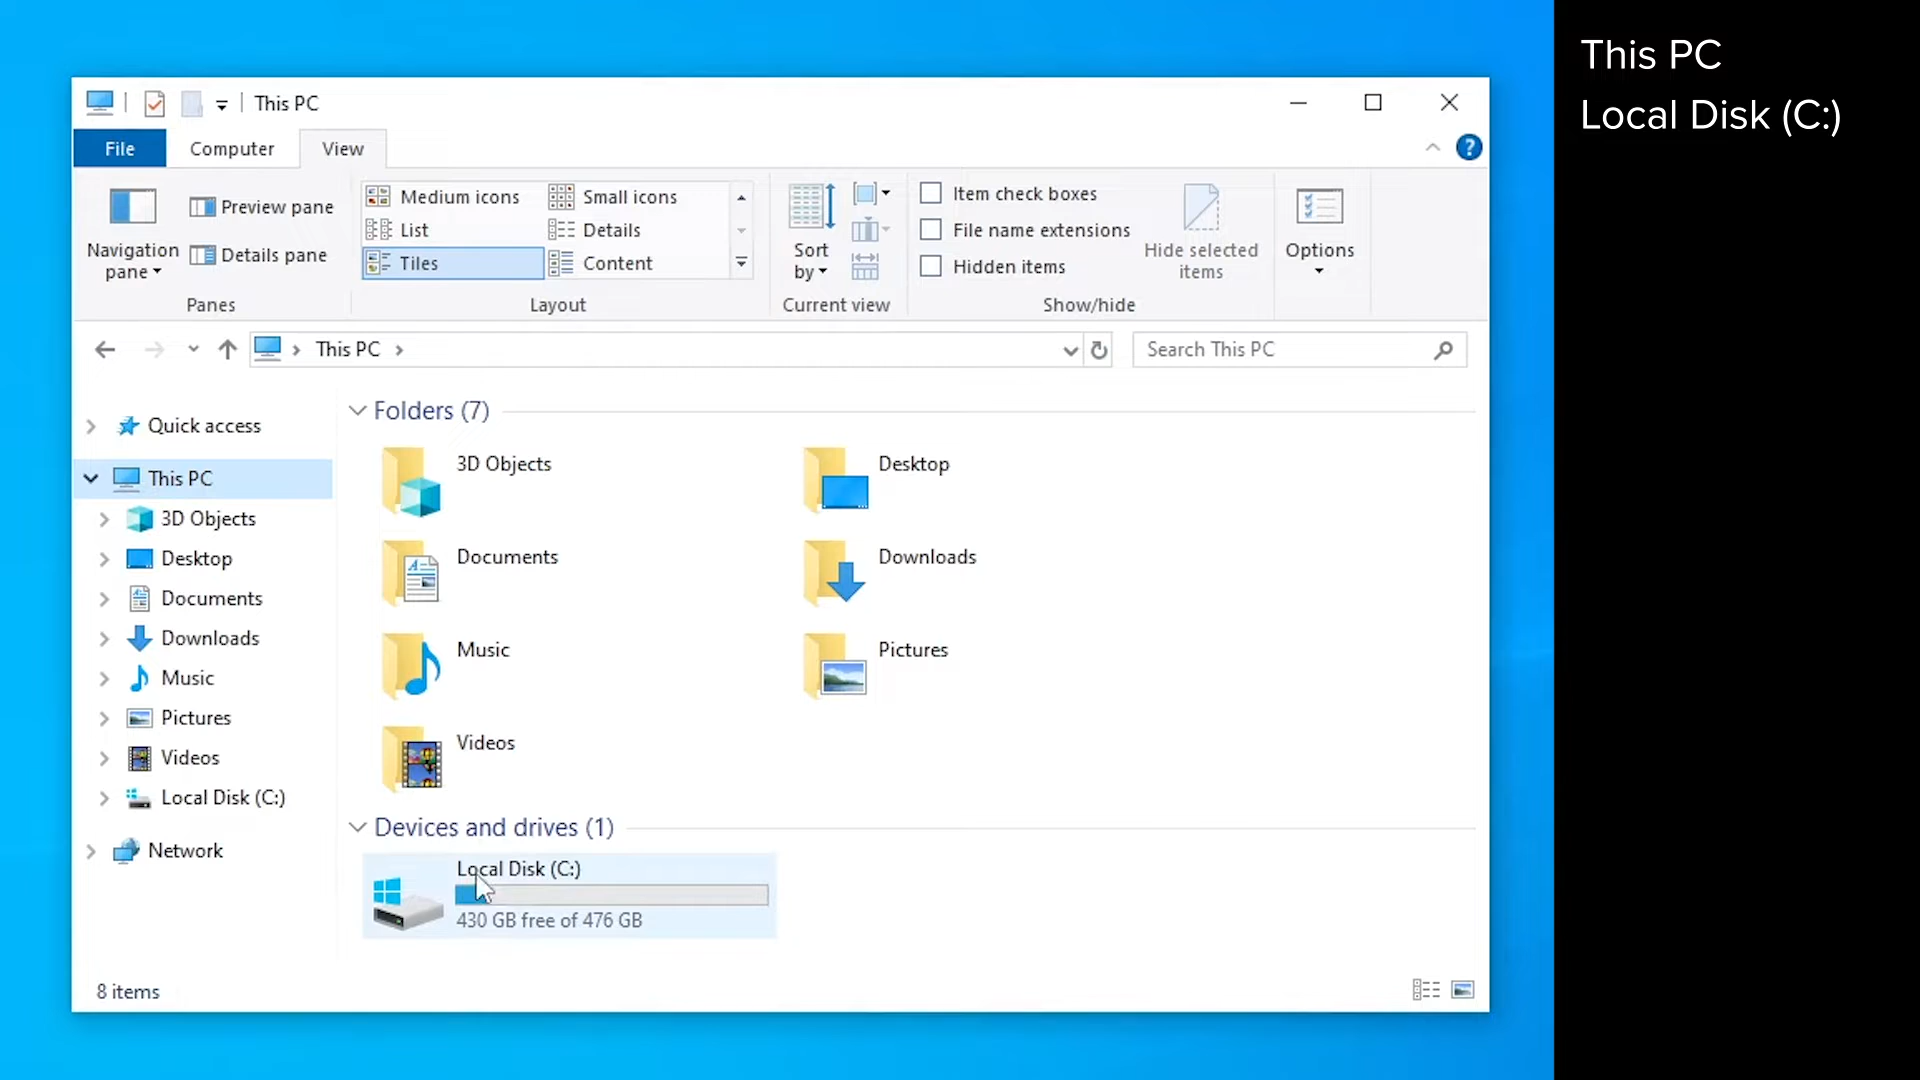 This PC
File Computer View
Navigation pane
Preview pane
Details pane
Panes
Medium icons Small icons
List Details
Tiles Content
Layout
Sort by
Current view
Item check boxes
File name extensions
Hidden items
Hide selected items
Show/hide
Options
This PC
Search This PC
Quick access
This PC
3D Objects
Desktop
Documents
Downloads
Music
Pictures
Videos
Local Disk (C:)
Network
Folders (7)
3D Objects Desktop
Documents Downloads
Music Pictures
Videos
Devices and drives (1)
Local Disk (C:)
430 GB free of 476 GB
8 items
This PC
Local Disk (C:)